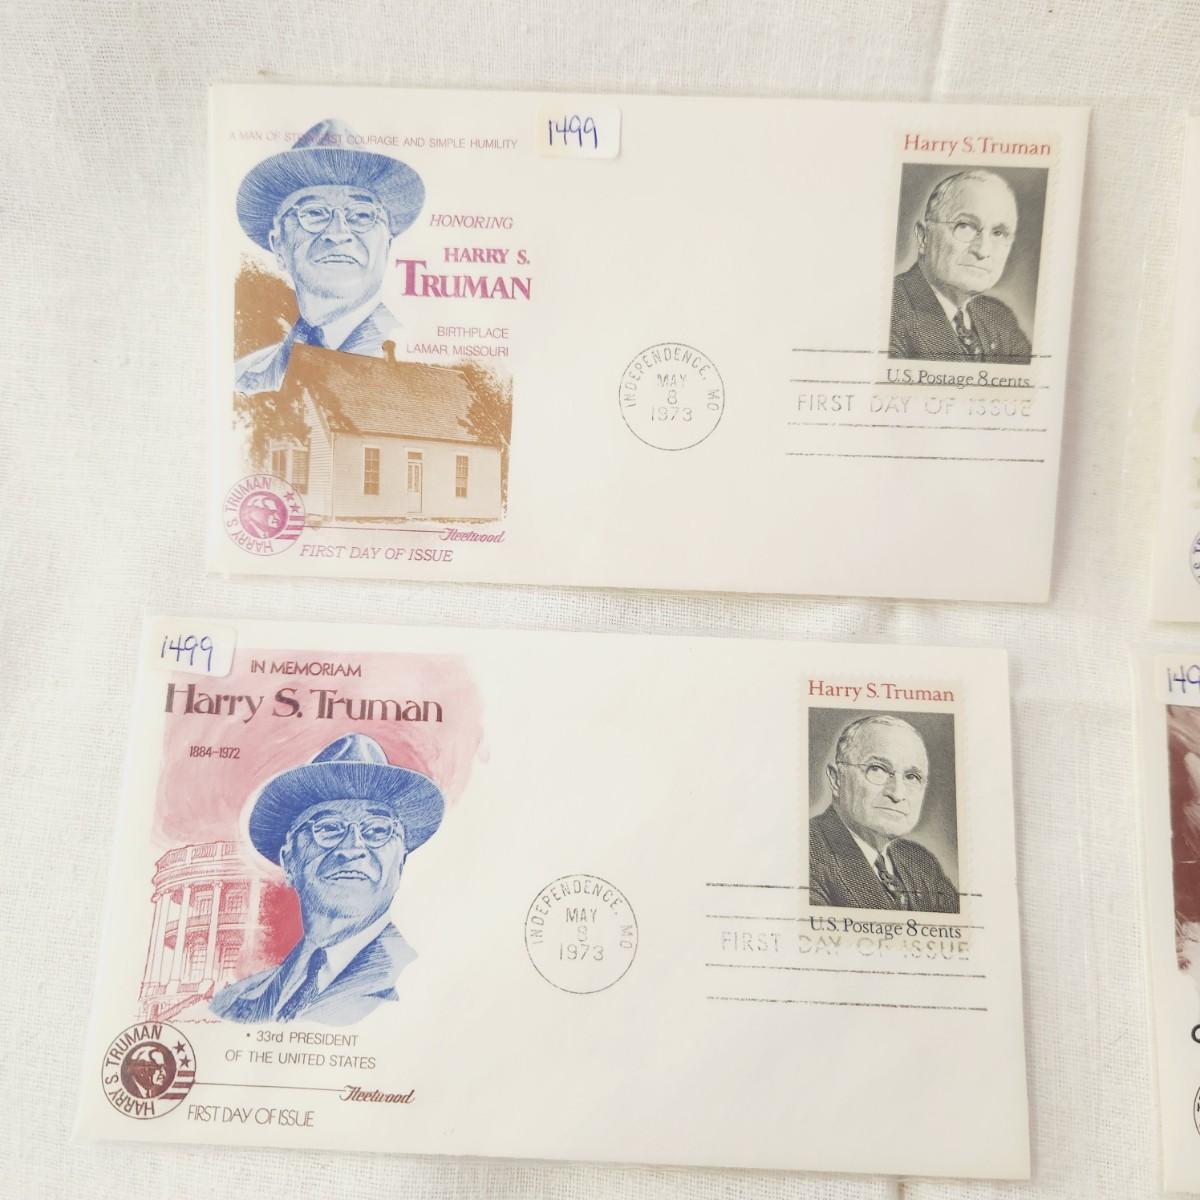 A MAN OF STEADFAST COURAGE AND SIMPLE HUMILITY
1499
HONORING
HARRY S.
TRUMAN
BIRTHPLACE
LAMAR, MISSOURI
HARRY S TRUMAN
Fleetwood
FIRST DAY OF ISSUE
INDEPENDENCE, MO
MAY
8
1973
Harry S. Truman
U.S. Postage 8 cents
FIRST DAY OF ISSUE
1499
IN MEMORIAM
Harry S. Truman
1884–1972
• 33rd PRESIDENT
OF THE UNITED STATES
HARRY S TRUMAN
Fleetwood
FIRST DAY OF ISSUE
INDEPENDENCE, MO
MAY
8
1973
Harry S. Truman
U.S. Postage 8 cents
FIRST DAY OF ISSUE
149